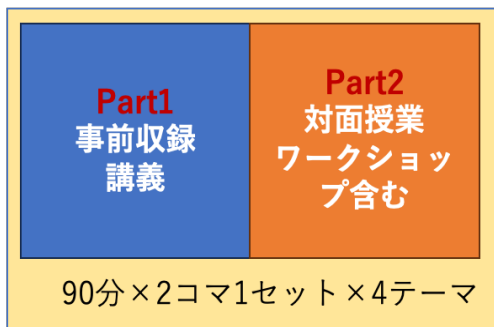 Part1
事前収録
講義
Part2
対面授業
ワークショッ
プ含む
90分×2コマ1セット×4テーマ